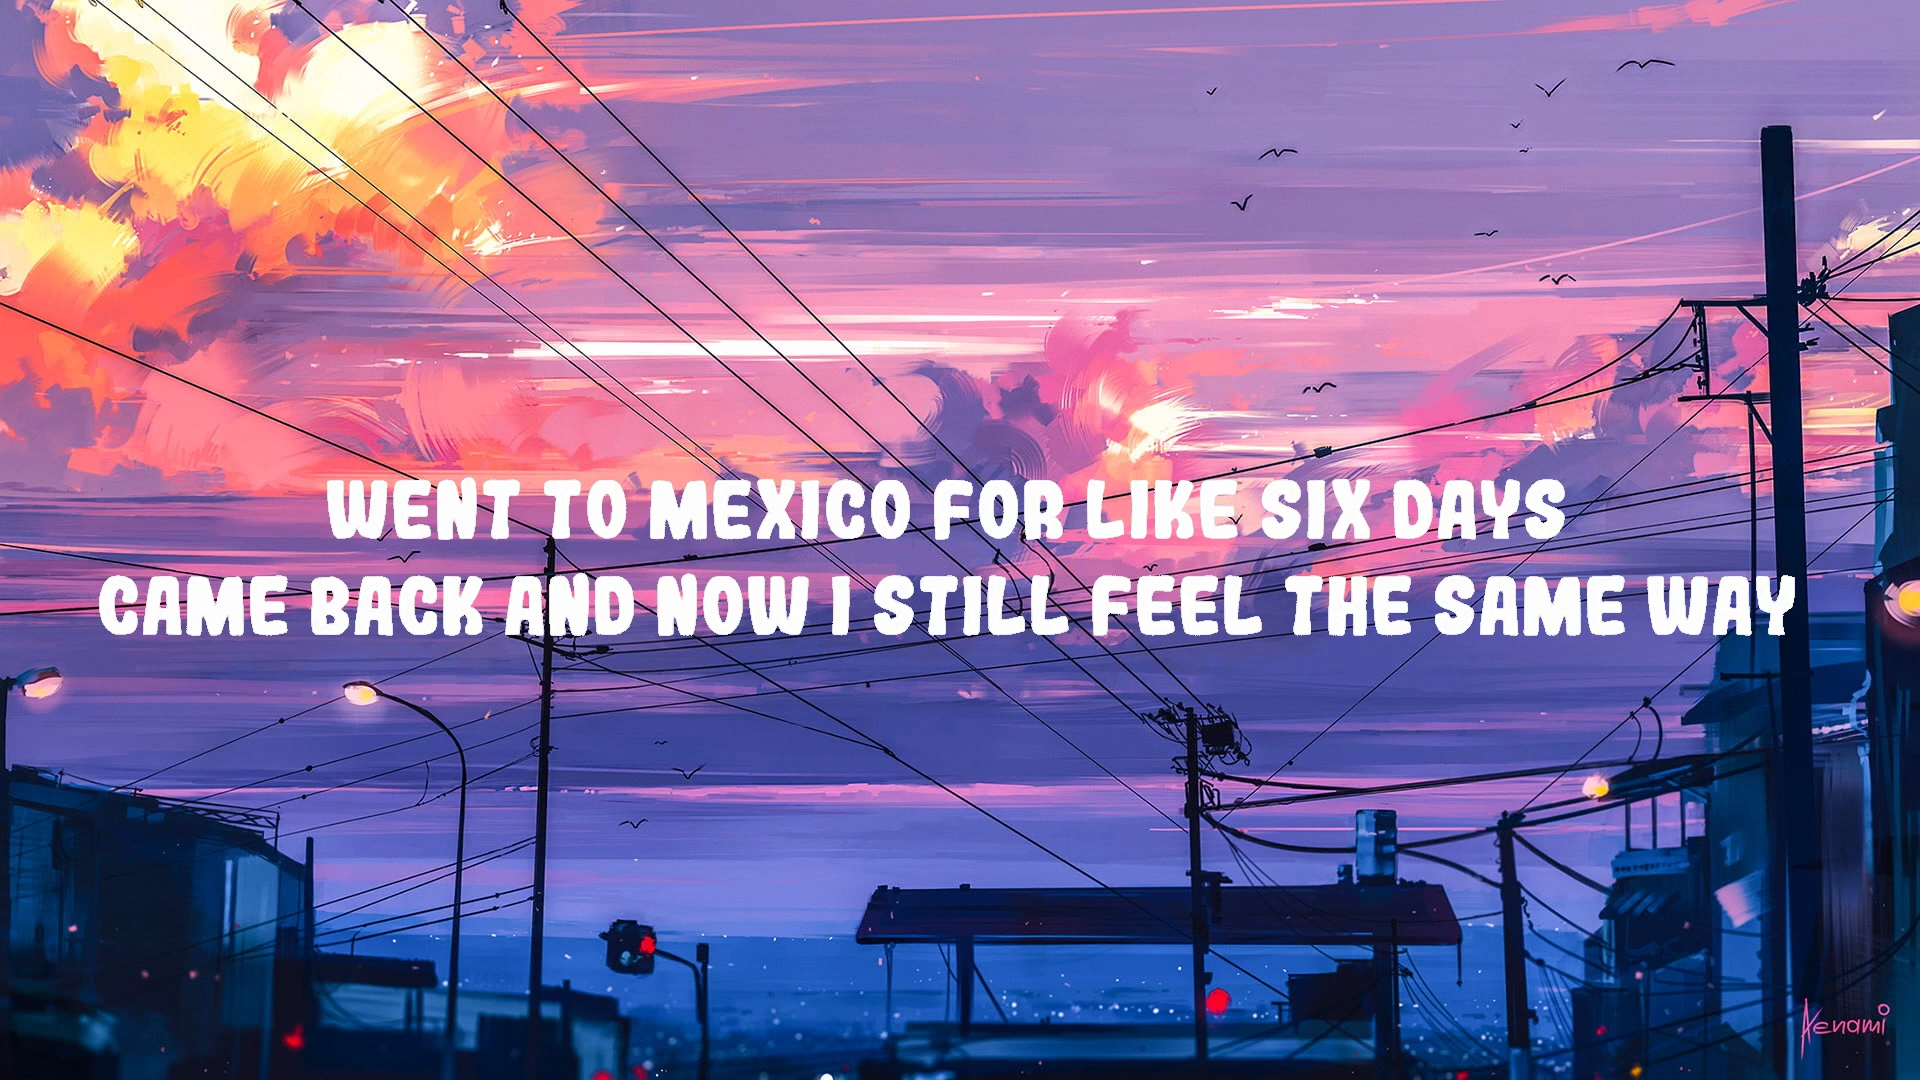 WENT TO MEXICO FOR LIKE SIX DAYS
CAME BACK AND NOW I STILL FEEL THE SAME WAY
Aenami